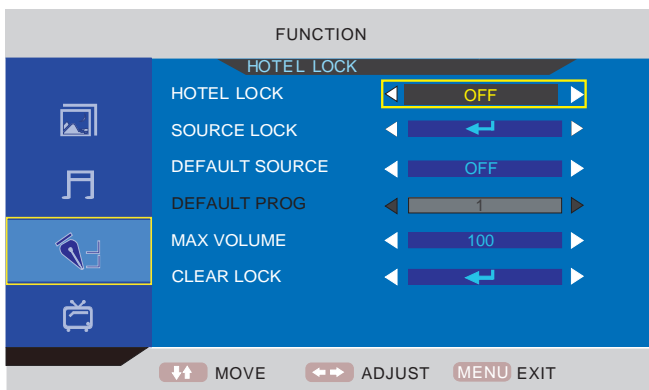 FUNCTION
HOTEL LOCK
HOTEL LOCK OFF
SOURCE LOCK
DEFAULT SOURCE OFF
DEFAULT PROG 1
MAX VOLUME 100
CLEAR LOCK
MOVE ADJUST MENU EXIT